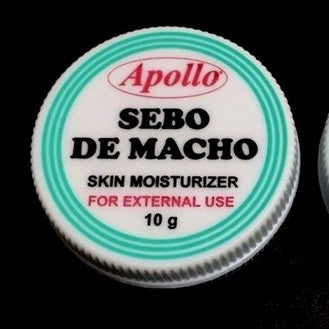 Apollo®
SEBO
DE MACHO
SKIN MOISTURIZER
FOR EXTERNAL USE
10 g